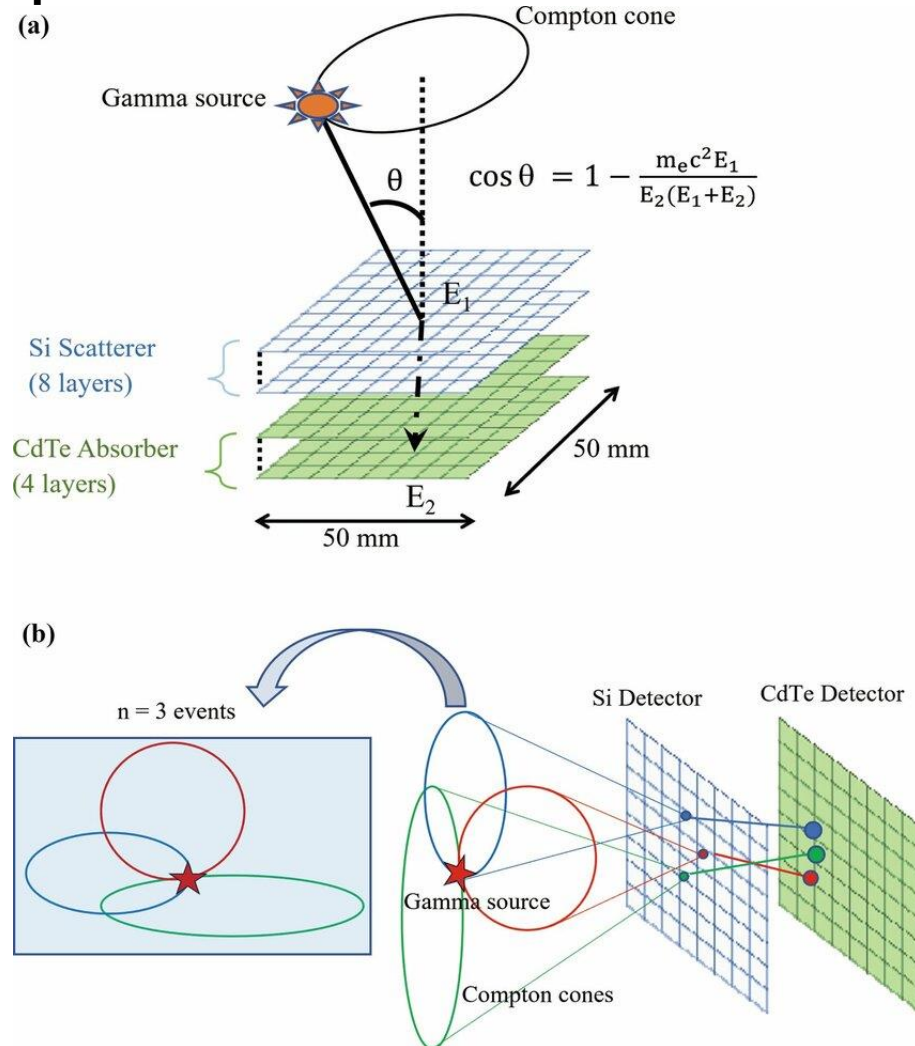 (a)
Compton cone
Gamma source
θ
cos θ = 1 − mₑc²E₁ / E₂(E₁+E₂)
E₁
Si Scatterer
(8 layers)
CdTe Absorber
(4 layers)
50 mm
E₂
50 mm
(b)
n = 3 events
Si Detector
CdTe Detector
Gamma source
Compton cones